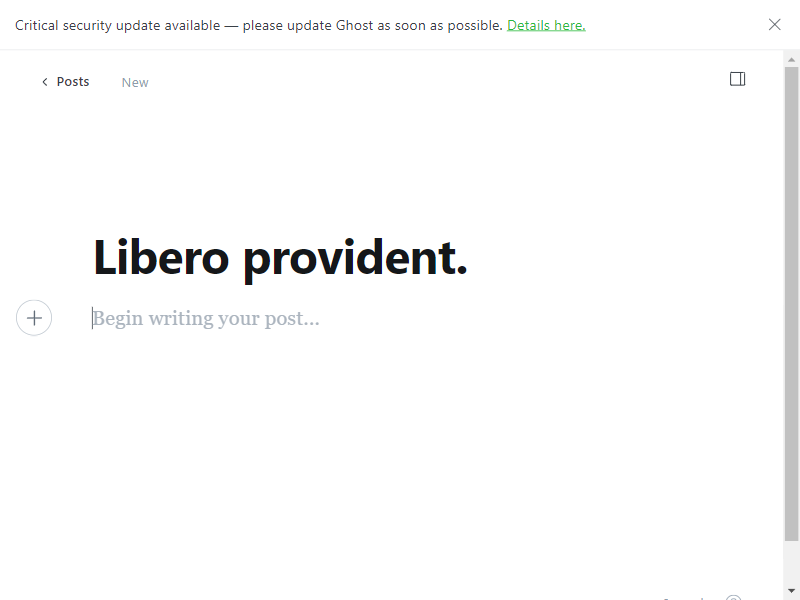 Critical security update available — please update Ghost as soon as possible. Details here.
Posts
New
Libero provident.
Begin writing your post...